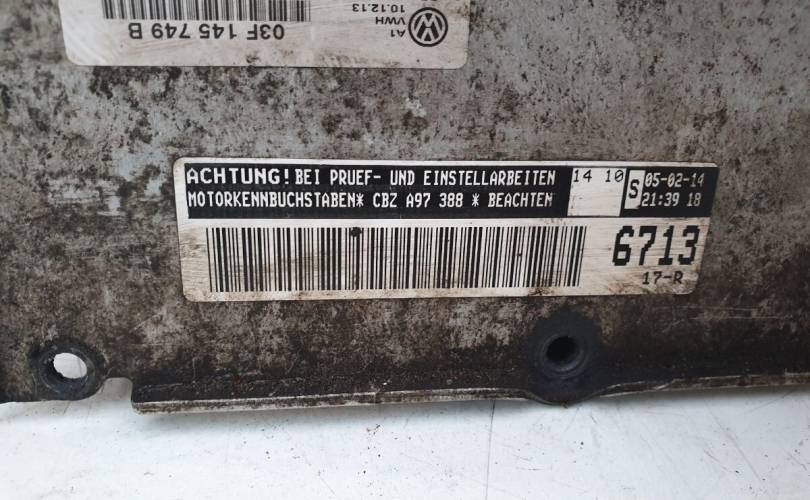 03F 145 749 B
A1
VWH
10.12.13
ACHTUNG! BEI PRUEF- UND EINSTELLARBEITEN
MOTORKENNBUCHSTABEN* CBZ A97 388 * BEACHTEN
14 10
S
05-02-14
21:39 18
6713
17-R